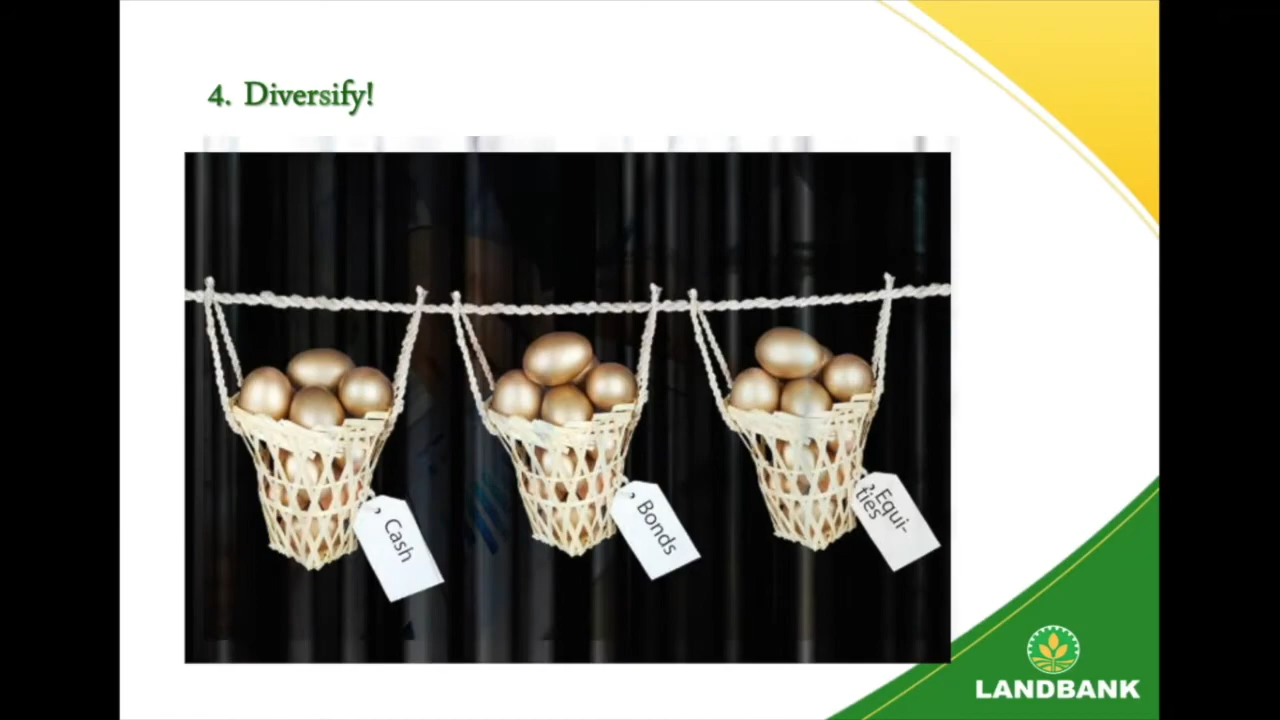 4. Diversify!
Cash
Bonds
Equi-
ties
LANDBANK